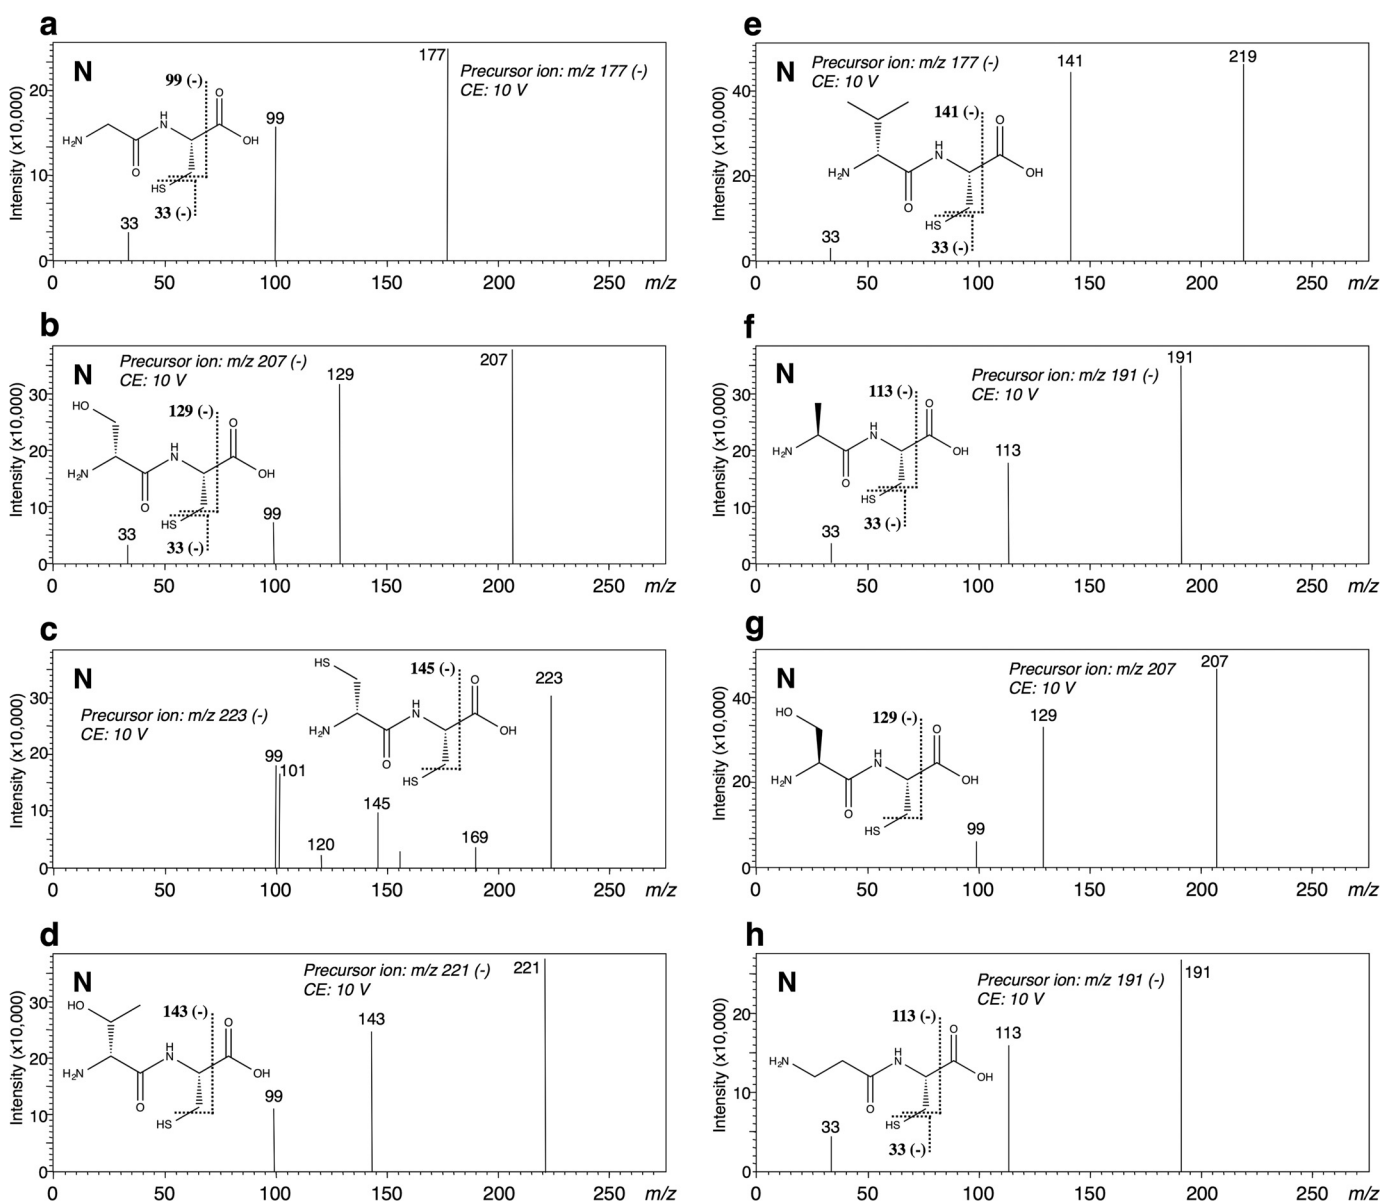 a
N
Precursor ion: m/z 177 (-)
CE: 10 V
Intensity (x10,000)
20
10
0
99 (-)
33 (-)
H₂N
H
N
O
O
OH
HS
33
99
177
0
50
100
150
200
250
m/z
b
N
Precursor ion: m/z 207 (-)
CE: 10 V
Intensity (x10,000)
30
20
10
0
129 (-)
33 (-)
HO
H₂N
H
N
O
O
OH
HS
33
99
129
207
0
50
100
150
200
250
m/z
c
N
Precursor ion: m/z 223 (-)
CE: 10 V
Intensity (x10,000)
30
20
10
0
145 (-)
HS
H₂N
H
N
O
O
OH
HS
99
101
120
145
169
223
0
50
100
150
200
250
m/z
d
N
Precursor ion: m/z 221 (-)
CE: 10 V
Intensity (x10,000)
30
20
10
0
143 (-)
HO
H₂N
H
N
O
O
OH
HS
99
143
221
0
50
100
150
200
250
m/z
e
N
Precursor ion: m/z 177 (-)
CE: 10 V
Intensity (x10,000)
40
20
0
141 (-)
33 (-)
H₂N
H
N
O
O
OH
HS
33
141
219
0
50
100
150
200
250
m/z
f
N
Precursor ion: m/z 191 (-)
CE: 10 V
Intensity (x10,000)
30
20
10
0
113 (-)
33 (-)
H₂N
H
N
O
O
OH
HS
33
113
191
0
50
100
150
200
250
m/z
g
N
Precursor ion: m/z 207
CE: 10 V
Intensity (x10,000)
40
20
0
129 (-)
HO
H₂N
H
N
O
O
OH
HS
99
129
207
0
50
100
150
200
250
m/z
h
N
Precursor ion: m/z 191 (-)
CE: 10 V
Intensity (x10,000)
20
10
0
113 (-)
33 (-)
H₂N
H
N
O
O
OH
HS
33
113
191
0
50
100
150
200
250
m/z